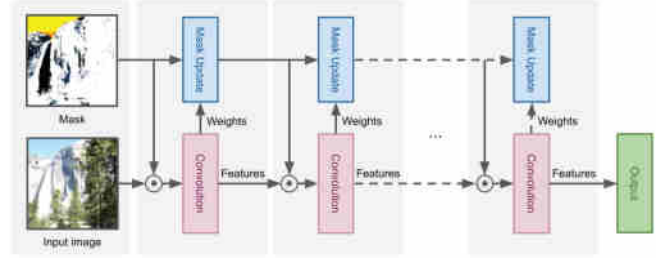 Mask
Input image
Mask Update
Weights
Convolution
Features
Mask Update
Weights
Convolution
Features
...
Mask Update
Weights
Convolution
Features
Output